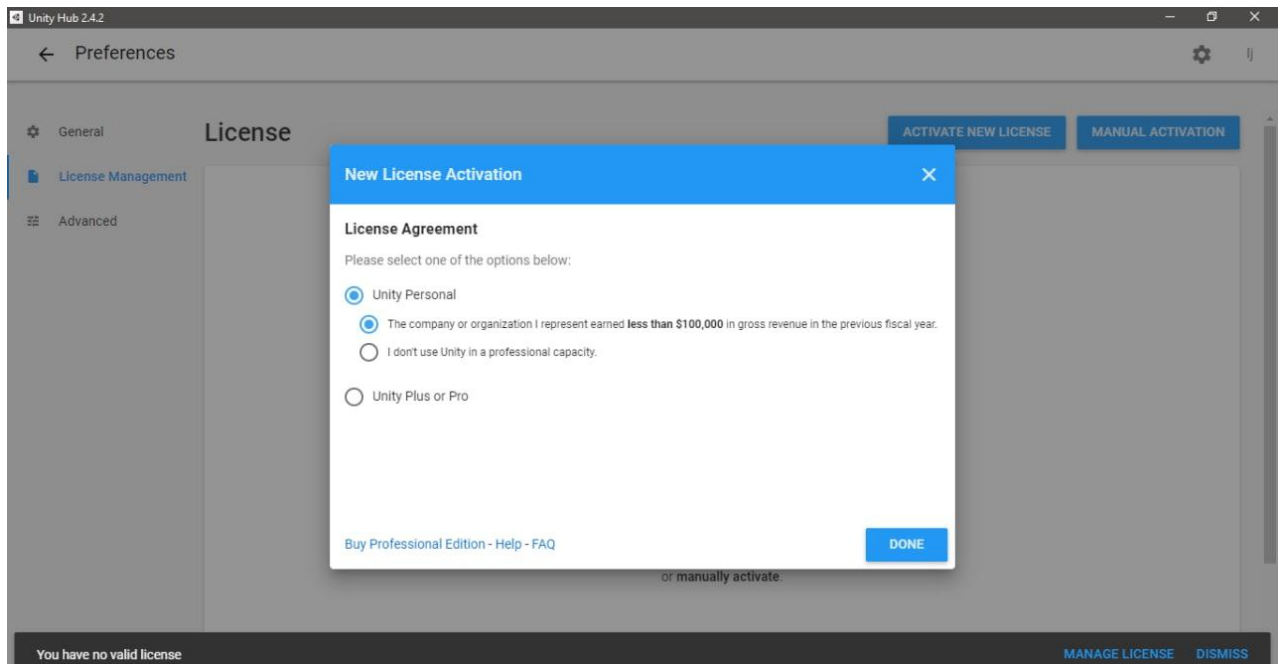 Unity Hub 2.4.2
Preferences
lj
General
License Management
Advanced
License
ACTIVATE NEW LICENSE
MANUAL ACTIVATION
New License Activation
License Agreement
Please select one of the options below:
Unity Personal
The company or organization I represent earned less than $100,000 in gross revenue in the previous fiscal year.
I don't use Unity in a professional capacity.
Unity Plus or Pro
Buy Professional Edition - Help - FAQ
DONE
or manually activate.
You have no valid license
MANAGE LICENSE
DISMISS